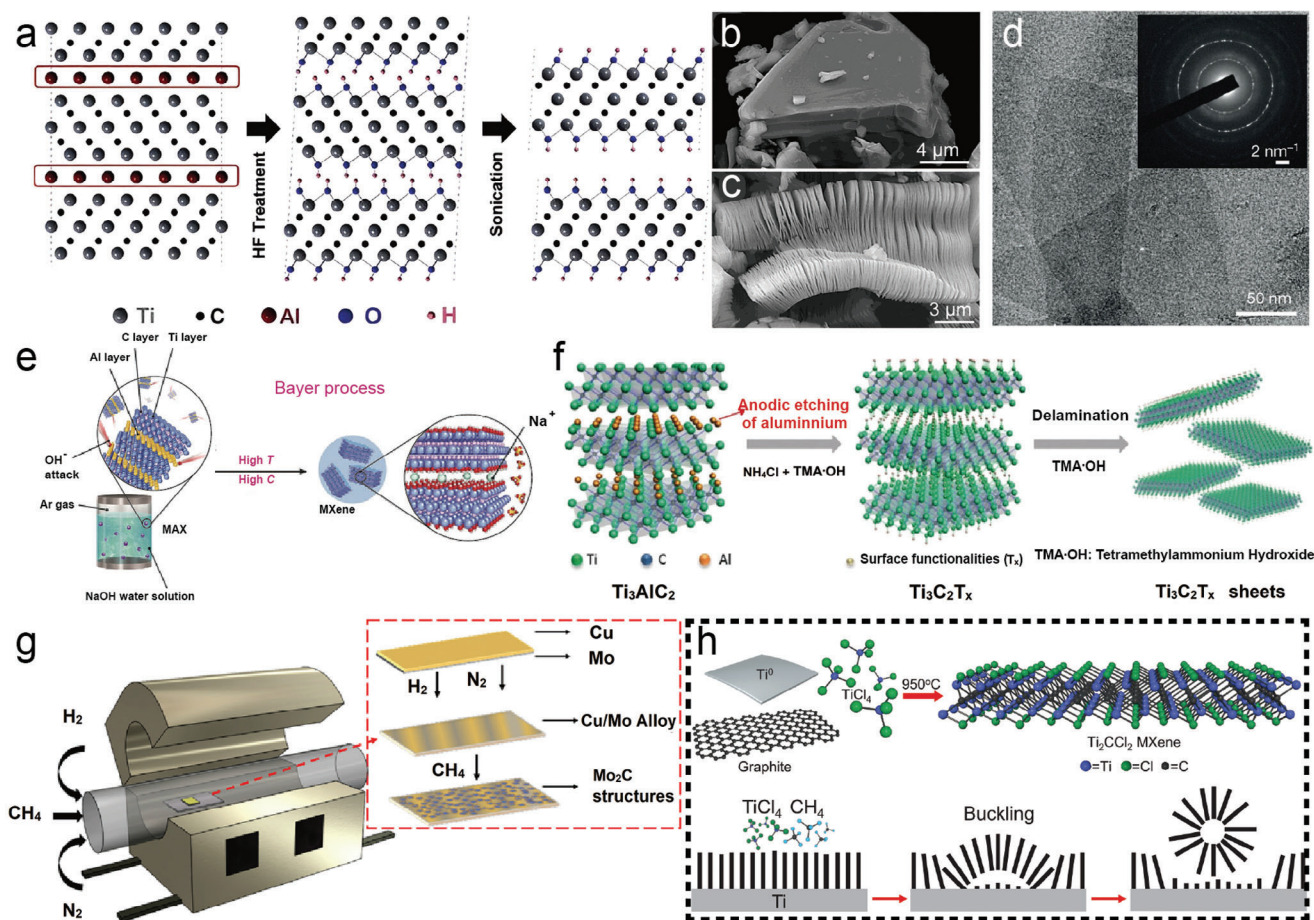 a
HF Treatment
Sonication
Ti
C
Al
O
H
b
4 μm
c
3 μm
d
2 nm⁻¹
50 nm
e
C layer
Ti layer
Al layer
OH⁻
attack
Ar gas
MAX
NaOH water solution
Bayer process
High T
High C
MXene
Na⁺
f
Anodic etching
of aluminnium
NH₄Cl + TMA·OH
Delamination
TMA·OH
Ti
C
Al
Surface functionalities (Tₓ)
TMA·OH: Tetramethylammonium Hydroxide
Ti₃AlC₂
Ti₃C₂Tₓ
Ti₃C₂Tₓ sheets
g
H₂
CH₄
N₂
Cu
Mo
H₂
N₂
Cu/Mo Alloy
CH₄
Mo₂C
structures
h
Ti⁰
TiCl₄
950°C
Graphite
Ti₂CCl₂ MXene
=Ti
=Cl
=C
TiCl₄ CH₄
Buckling
Ti